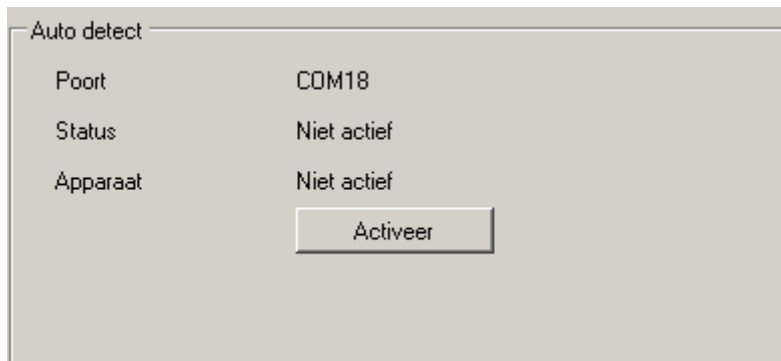 Auto detect
Poort COM18
Status Niet actief
Apparaat Niet actief
Activeer